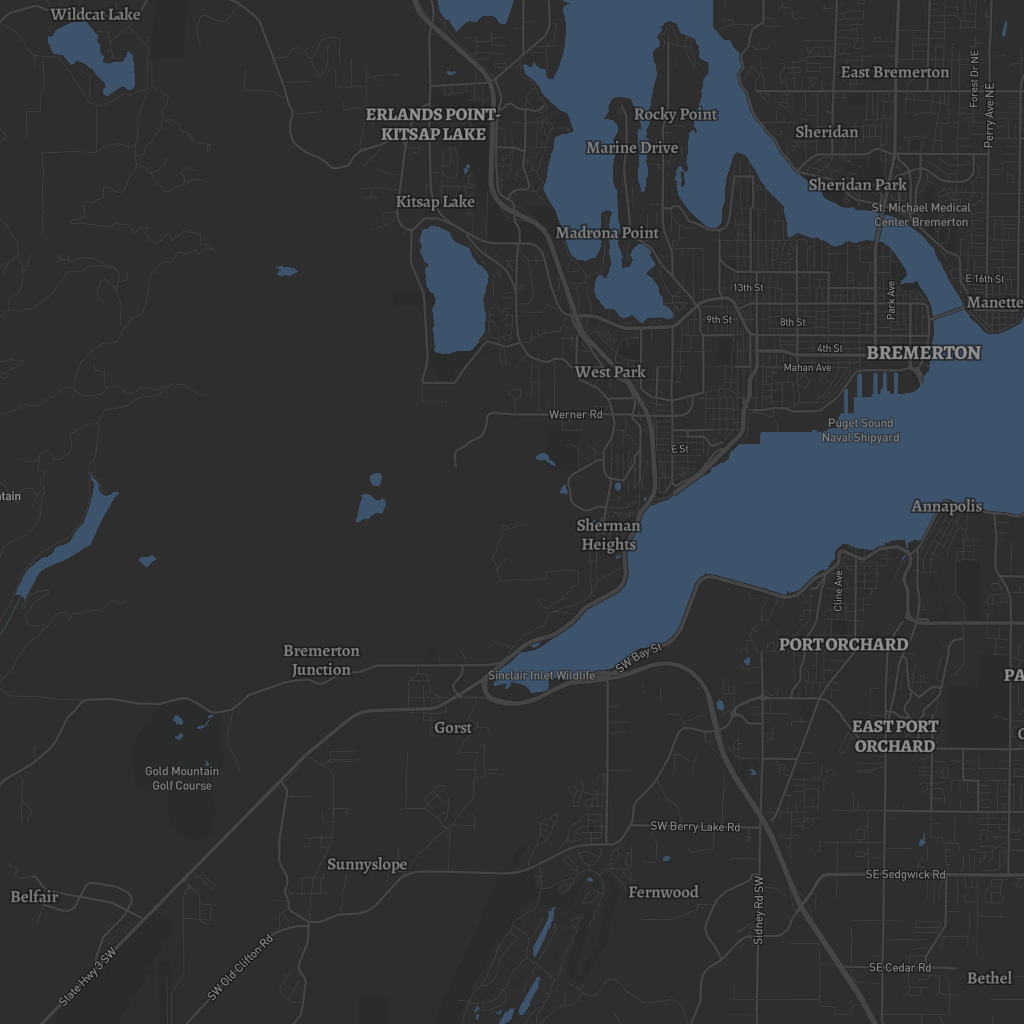 Wildcat Lake
East Bremerton
Forest Dr NE
Perry Ave NE
ERLANDS POINT-
KITSAP LAKE
Rocky Point
Sheridan
Marine Drive
Sheridan Park
Kitsap Lake
St. Michael Medical
Center Bremerton
Madrona Point
E 16th St
13th St
Park Ave
Manette
9th St
8th St
4th St
BREMERTON
Mahan Ave
West Park
Werner Rd
Puget Sound
Naval Shipyard
E St
Annapolis
Sherman
Heights
Cline Ave
PORT ORCHARD
Bremerton
Junction
SW Bay St
Sinclair Inlet Wildlife
Gorst
EAST PORT
ORCHARD
Gold Mountain
Golf Course
SW Berry Lake Rd
Sunnyslope
SE Sedgwick Rd
Belfair
Fernwood
Sidney Rd SW
State Hwy 3 SW
SW Old Clifton Rd
SE Cedar Rd
Bethel